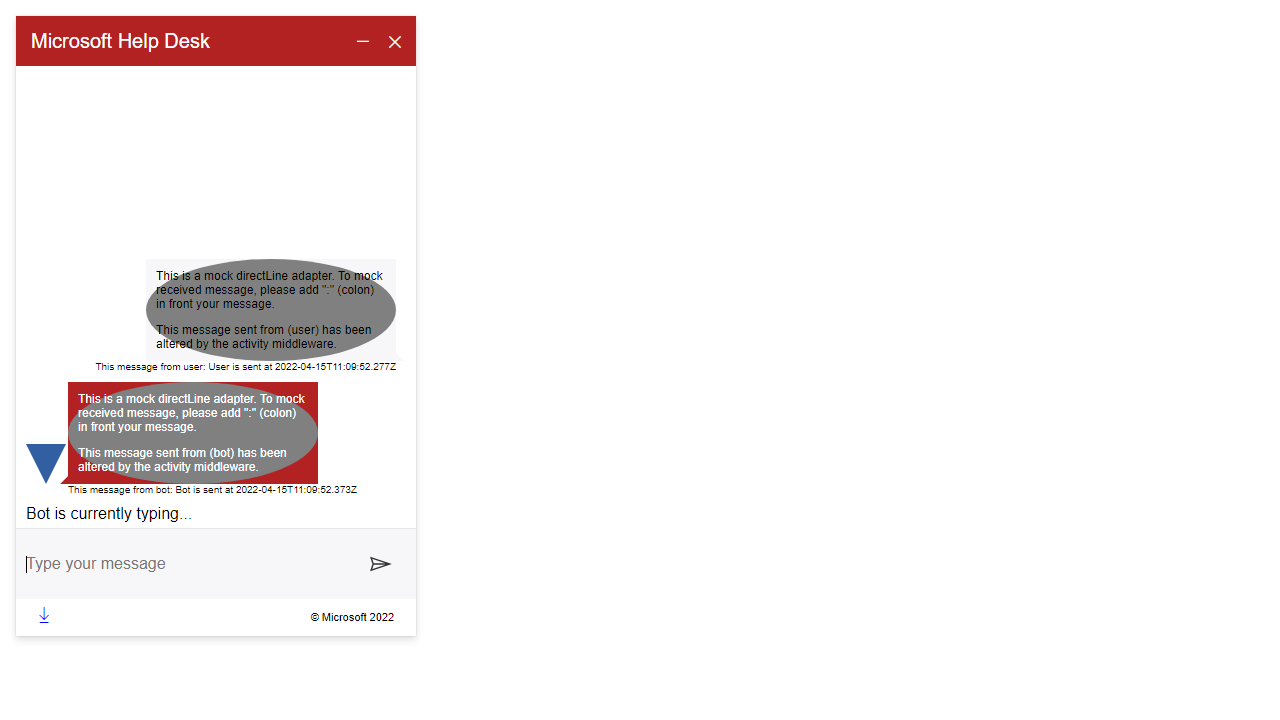 Microsoft Help Desk
This is a mock directLine adapter. To mock
received message, please add ":" (colon)
in front your message.
This message sent from (user) has been
altered by the activity middleware.
This message from user: User is sent at 2022-04-15T11:09:52.277Z
This is a mock directLine adapter. To mock
received message, please add ":" (colon)
in front your message.
This message sent from (bot) has been
altered by the activity middleware.
This message from bot: Bot is sent at 2022-04-15T11:09:52.373Z
Bot is currently typing...
Type your message
© Microsoft 2022